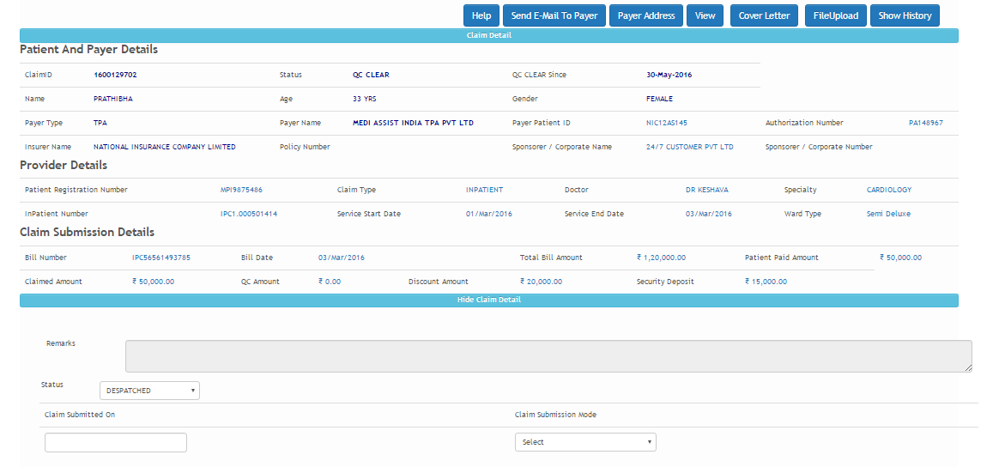 Help Send E-Mail To Payer Payer Address View Cover Letter FileUpload Show History
Claim Detail
Patient And Payer Details
ClaimID 1600129702 Status QC CLEAR QC CLEAR Since 30-May-2016
Name PRATHIBHA Age 33 YRS Gender FEMALE
Payer Type TPA Payer Name MEDI ASSIST INDIA TPA PVT LTD Payer Patient ID NIC12AS145 Authorization Number PA148967
Insurer Name NATIONAL INSURANCE COMPANY LIMITED Policy Number Sponsorer / Corporate Name 24/7 CUSTOMER PVT LTD Sponsorer / Corporate Number
Provider Details
Patient Registration Number MPI9875486 Claim Type INPATIENT Doctor DR KESHAVA Specialty CARDIOLOGY
InPatient Number IPC1.000501414 Service Start Date 01/Mar/2016 Service End Date 03/Mar/2016 Ward Type Semi Deluxe
Claim Submission Details
Bill Number IPC56561493785 Bill Date 03/Mar/2016 Total Bill Amount ₹ 1,20,000.00 Patient Paid Amount ₹ 50,000.00
Claimed Amount ₹ 50,000.00 QC Amount ₹ 0.00 Discount Amount ₹ 20,000.00 Security Deposit ₹ 15,000.00
Hide Claim Detail
Remarks
Status DESPATCHED
Claim Submitted On Claim Submission Mode
Select